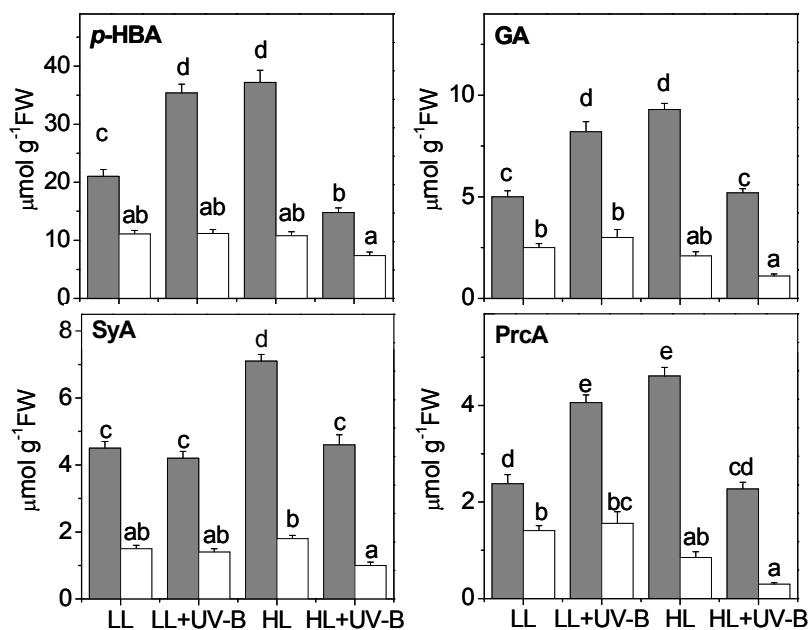 p-HBA
GA
μmol g-1FW
40
30
20
10
0
c
d
d
b
ab
ab
ab
a
μmol g-1FW
10
5
0
c
d
d
c
b
b
ab
a
SyA
PrcA
μmol g-1FW
8
6
4
2
0
c
c
d
c
ab
ab
b
a
μmol g-1FW
4
2
0
d
e
e
cd
b
bc
ab
a
LL LL+UV-B HL HL+UV-B
LL LL+UV-B HL HL+UV-B